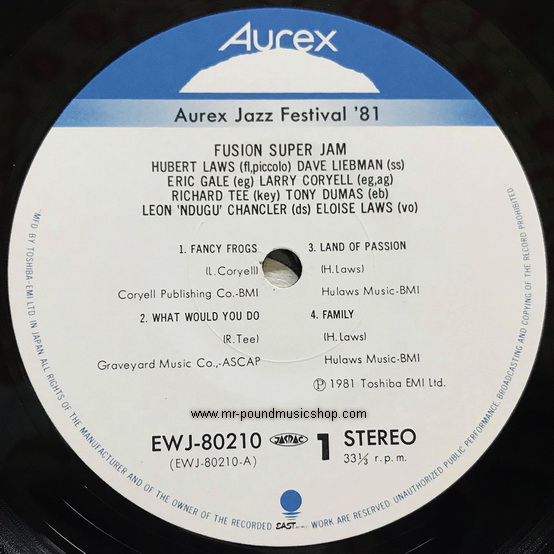 Aurex
Aurex Jazz Festival '81
FUSION SUPER JAM
HUBERT LAWS (fl,piccolo) DAVE LIEBMAN (ss)
ERIC GALE (eg) LARRY CORYELL (eg,ag)
RICHARD TEE (key) TONY DUMAS (eb)
LEON 'NDUGU' CHANCLER (ds) ELOISE LAWS (vo)
1. FANCY FROGS
(L.Coryell)
Coryell Publishing Co.-BMI
2. WHAT WOULD YOU DO
(R.Tee)
Graveyard Music Co.,-ASCAP
3. LAND OF PASSION
(H.Laws)
Hulaws Music-BMI
4. FAMILY
(H.Laws)
Hulaws Music-BMI
Ⓟ 1981 Toshiba EMI Ltd.
www.mr-poundmusicshop.com
EWJ-80210
(EWJ-80210-A)
JASRAC
1
STEREO
33⅓ r.p.m.
EAST
MFD BY TOSHIBA EMI LTD IN JAPAN ALL RIGHTS OF THE MANUFACTURER AND OF THE OWNER OF THE RECORDED WORK ARE RESERVED UNAUTHORIZED PUBLIC PERFORMANCE, BROADCASTING AND COPYING OF THE RECORD PROHIBITED